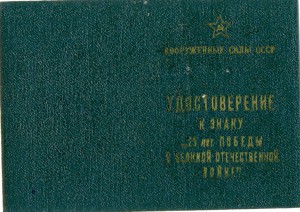 ВООРУЖЕННЫЕ СИЛЫ СССР
УДОСТОВЕРЕНИЕ
К ЗНАКУ
„25 лет ПОБЕДЫ
В ВЕЛИКОЙ ОТЕЧЕСТВЕННОЙ
ВОЙНЕ"